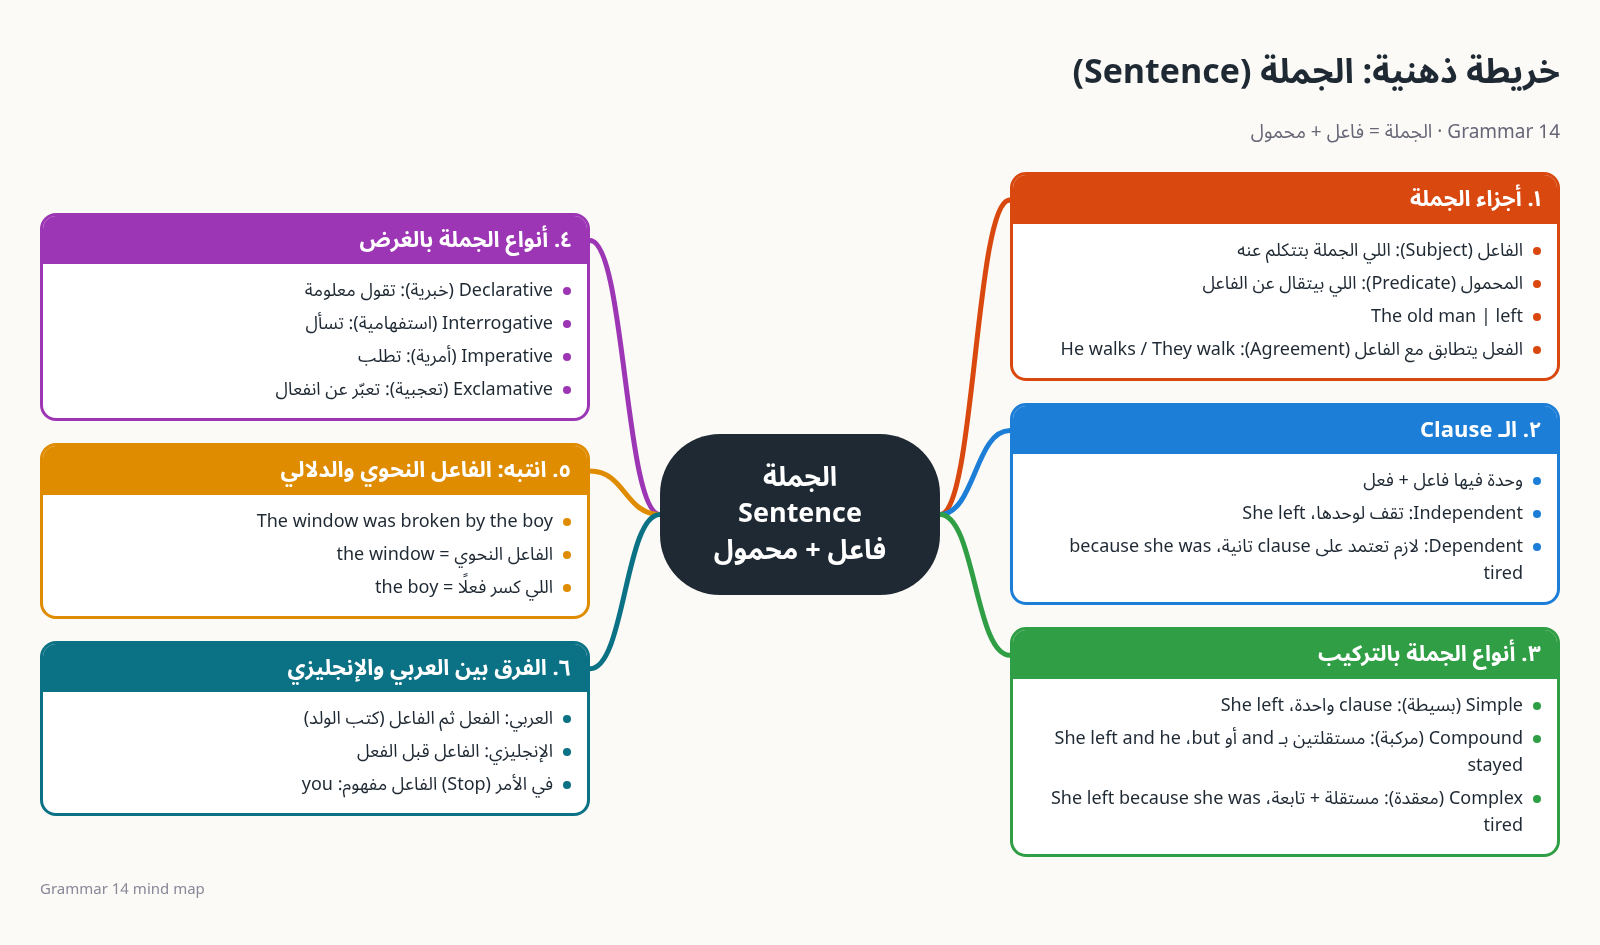 خريطة ذهنية: الجملة (Sentence)
Grammar 14 · الجملة = فاعل + محمول
١. أجزاء الجملة
الفاعل (Subject): اللي الجملة بتتكلم عنه
المحمول (Predicate): اللي بيتقال عن الفاعل
The old man | left
الفعل يتطابق مع الفاعل (Agreement): He walks / They walk
٢. الـ Clause
وحدة فيها فاعل + فعل
Independent: تقف لوحدها، She left
Dependent: لازم تعتمد على clause تانية، because she was
tired
٣. أنواع الجملة بالتركيب
Simple (بسيطة): clause واحدة، She left
Compound (مركبة): مستقلتين بـ and أو but، She left and he
stayed
Complex (معقدة): مستقلة + تابعة، She left because she was
tired
الجملة
Sentence
فاعل + محمول
٤. أنواع الجملة بالغرض
Declarative (خبرية): تقول معلومة
Interrogative (استفهامية): تسأل
Imperative (أمرية): تطلب
Exclamative (تعجبية): تعبّر عن انفعال
٥. انتبه: الفاعل النحوي والدلالي
The window was broken by the boy
الفاعل النحوي = the window
اللي كسر فعلًا = the boy
٦. الفرق بين العربي والإنجليزي
العربي: الفعل ثم الفاعل (كتب الولد)
الإنجليزي: الفاعل قبل الفعل
في الأمر (Stop) الفاعل مفهوم: you
Grammar 14 mind map